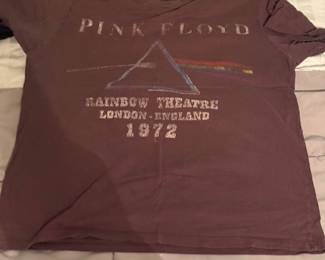 PINK FLOYD
RAINBOW THEATRE
LONDON-ENGLAND
1972